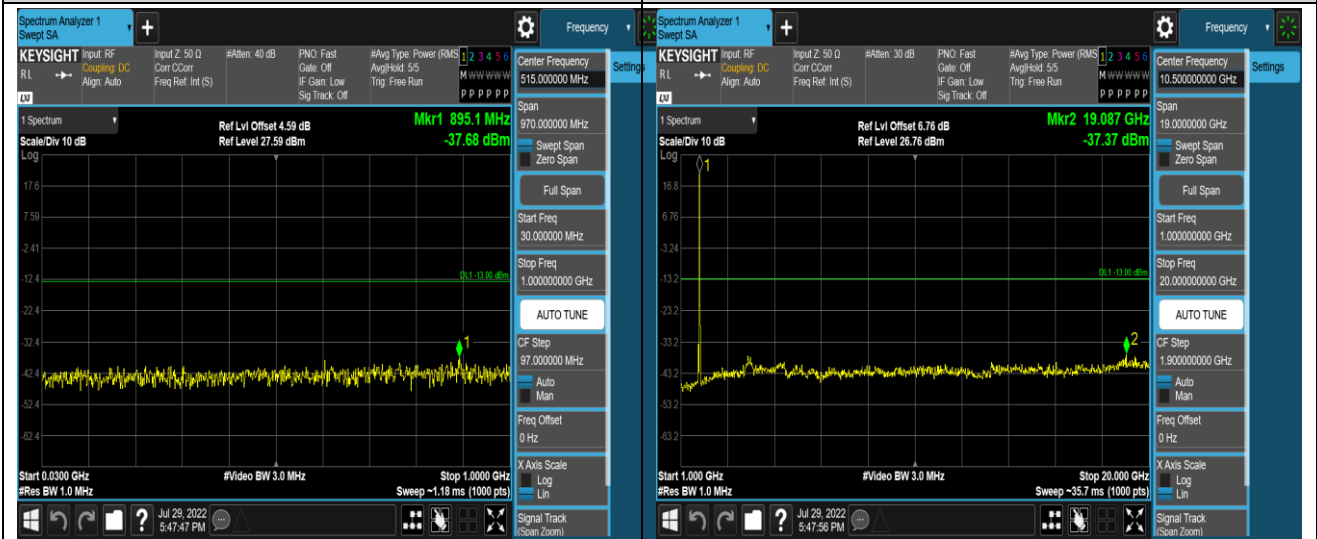 Spectrum Analyzer 1
Swept SA
+
Frequency
KEYSIGHT
RL
LXI
Input: RF
Coupling: DC
Align: Auto
Input Z: 50 Ω
Corr CCorr
Freq Ref: Int (S)
#Atten: 40 dB
PNO: Fast
Gate: Off
IF Gain: Low
Sig Track: Off
#Avg Type: Power (RMS
Avg|Hold: 5/5
Trig: Free Run
1 2 3 4 5 6
M W W W W W
P P P P P P
1 Spectrum
Scale/Div 10 dB
Log
Ref Lvl Offset 4.59 dB
Ref Level 27.59 dBm
Mkr1 895.1 MHz
-37.68 dBm
17.6
7.59
-2.41
-12.4
-22.4
-32.4
-42.4
-52.4
-62.4
DL1 -13.00 dBm
1
Start 0.0300 GHz
#Res BW 1.0 MHz
#Video BW 3.0 MHz
Stop 1.0000 GHz
Sweep ~1.18 ms (1000 pts)
Center Frequency
515.000000 MHz
Settings
Span
970.000000 MHz
Swept Span
Zero Span
Full Span
Start Freq
30.000000 MHz
Stop Freq
1.000000000 GHz
AUTO TUNE
CF Step
97.000000 MHz
Auto
Man
Freq Offset
0 Hz
X Axis Scale
Log
Lin
Signal Track
(Span Zoom)
?
Jul 29, 2022
5:47:47 PM
Spectrum Analyzer 1
Swept SA
+
Frequency
KEYSIGHT
RL
LXI
Input: RF
Coupling: DC
Align: Auto
Input Z: 50 Ω
Corr CCorr
Freq Ref: Int (S)
#Atten: 30 dB
PNO: Fast
Gate: Off
IF Gain: Low
Sig Track: Off
#Avg Type: Power (RMS
Avg|Hold: 5/5
Trig: Free Run
1 2 3 4 5 6
M W W W W W
P P P P P P
1 Spectrum
Scale/Div 10 dB
Log
Ref Lvl Offset 6.76 dB
Ref Level 26.76 dBm
Mkr2 19.087 GHz
-37.37 dBm
1
16.8
6.76
-3.24
-13.2
-23.2
-33.2
-43.2
-53.2
-63.2
DL1 -13.00 dBm
2
Start 1.000 GHz
#Res BW 1.0 MHz
#Video BW 3.0 MHz
Stop 20.000 GHz
Sweep ~35.7 ms (1000 pts)
Center Frequency
10.500000000 GHz
Settings
Span
19.0000000 GHz
Swept Span
Zero Span
Full Span
Start Freq
1.000000000 GHz
Stop Freq
20.000000000 GHz
AUTO TUNE
CF Step
1.900000000 GHz
Auto
Man
Freq Offset
0 Hz
X Axis Scale
Log
Lin
Signal Track
(Span Zoom)
?
Jul 29, 2022
5:47:56 PM